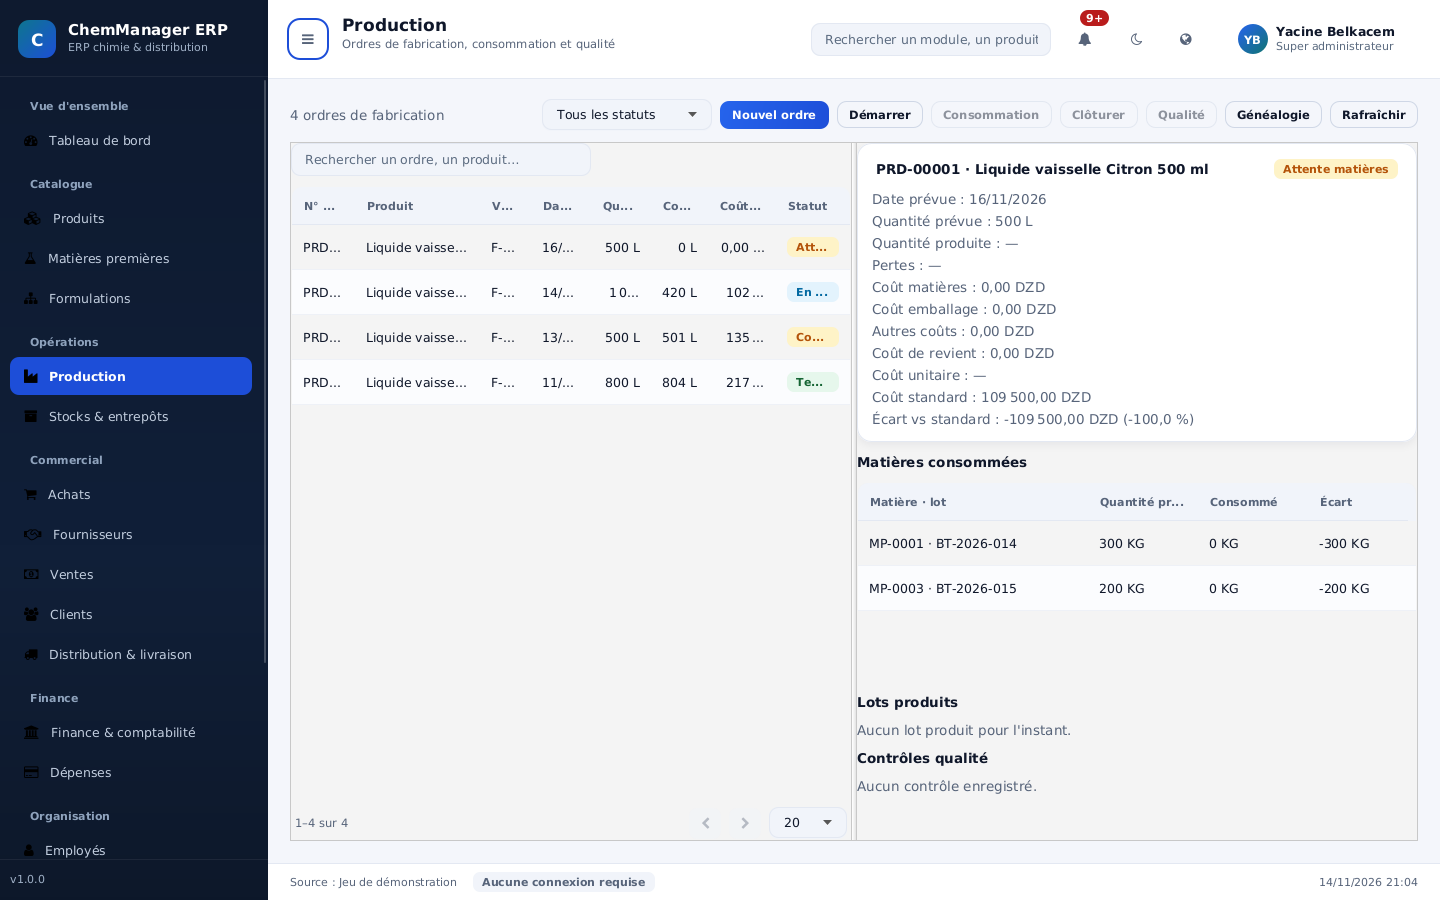 C
ChemManager ERP
ERP chimie & distribution
Vue d'ensemble
Tableau de bord
Catalogue
Produits
Matières premières
Formulations
Opérations
Production
Stocks & entrepôts
Commercial
Achats
Fournisseurs
Ventes
Clients
Distribution & livraison
Finance
Finance & comptabilité
Dépenses
Organisation
Employés
v1.0.0
Production
Ordres de fabrication, consommation et qualité
Rechercher un module, un produit
9+
YB
Yacine Belkacem
Super administrateur
4 ordres de fabrication
Tous les statuts
Nouvel ordre
Démarrer
Consommation
Clôturer
Qualité
Généalogie
Rafraîchir
Rechercher un ordre, un produit...
N° ... Produit V... Da... Qu... Co... Coût... Statut
PRD... Liquide vaisse... F-... 16/... 500 L 0 L 0,00 ... Att...
PRD... Liquide vaisse... F-... 14/... 1 0... 420 L 102 ... En ...
PRD... Liquide vaisse... F-... 13/... 500 L 501 L 135 ... Co...
PRD... Liquide vaisse... F-... 11/... 800 L 804 L 217 ... Te...
1–4 sur 4
20
PRD-00001 · Liquide vaisselle Citron 500 ml
Attente matières
Date prévue : 16/11/2026
Quantité prévue : 500 L
Quantité produite : —
Pertes : —
Coût matières : 0,00 DZD
Coût emballage : 0,00 DZD
Autres coûts : 0,00 DZD
Coût de revient : 0,00 DZD
Coût unitaire : —
Coût standard : 109 500,00 DZD
Écart vs standard : -109 500,00 DZD (-100,0 %)
Matières consommées
Matière · lot Quantité pr... Consommé Écart
MP-0001 · BT-2026-014 300 KG 0 KG -300 KG
MP-0003 · BT-2026-015 200 KG 0 KG -200 KG
Lots produits
Aucun lot produit pour l'instant.
Contrôles qualité
Aucun contrôle enregistré.
Source : Jeu de démonstration
Aucune connexion requise
14/11/2026 21:04